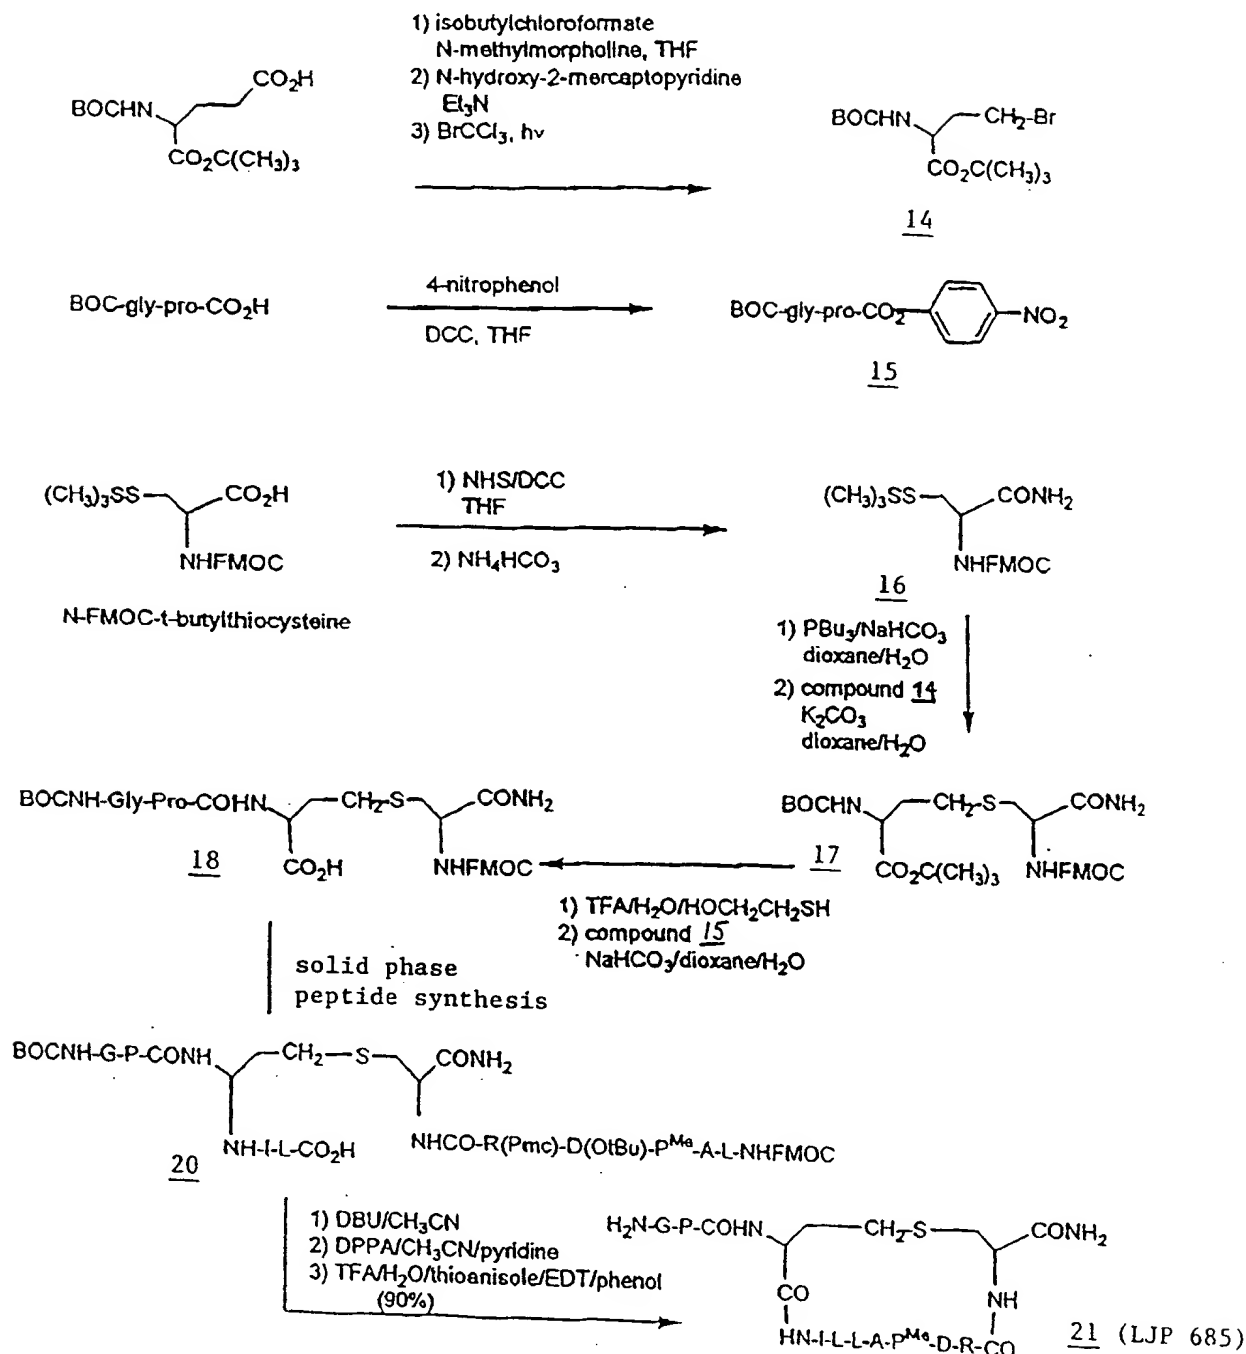 1) isobutylchloroformate
N-methylmorpholine, THF
2) N-hydroxy-2-mercaptopyridine
Et₃N
3) BrCCl₃, hν
BOCHN
CO₂H
CO₂C(CH₃)₃
BOCHN
CH₂-Br
CO₂C(CH₃)₃
14
BOC-gly-pro-CO₂H
4-nitrophenol
DCC, THF
BOC-gly-pro-CO₂
NO₂
15
(CH₃)₃SS
CO₂H
NHFMOC
N-FMOC-t-butylthiocysteine
1) NHS/DCC
THF
2) NH₄HCO₃
(CH₃)₃SS
CONH₂
NHFMOC
16
1) PBu₃/NaHCO₃
dioxane/H₂O
2) compound 14
K₂CO₃
dioxane/H₂O
BOCNH-Gly-Pro-COHN
CH₂-S
CONH₂
CO₂H
NHFMOC
18
BOCHN
CH₂-S
CONH₂
CO₂C(CH₃)₃
NHFMOC
17
1) TFA/H₂O/HOCH₂CH₂SH
2) compound 15
NaHCO₃/dioxane/H₂O
solid phase
peptide synthesis
BOCNH-G-P-CONH
CH₂-S
CONH₂
NH-I-L-CO₂H
NHCO-R(Pmc)-D(OtBu)-Pᴹᵉ-A-L-NHFMOC
20
1) DBU/CH₃CN
2) DPPA/CH₃CN/pyridine
3) TFA/H₂O/thioanisole/EDT/phenol
(90%)
H₂N-G-P-COHN
CH₂-S
CONH₂
CO
NH
HN-I-L-L-A-Pᴹᵉ-D-R-CO
21 (LJP 685)